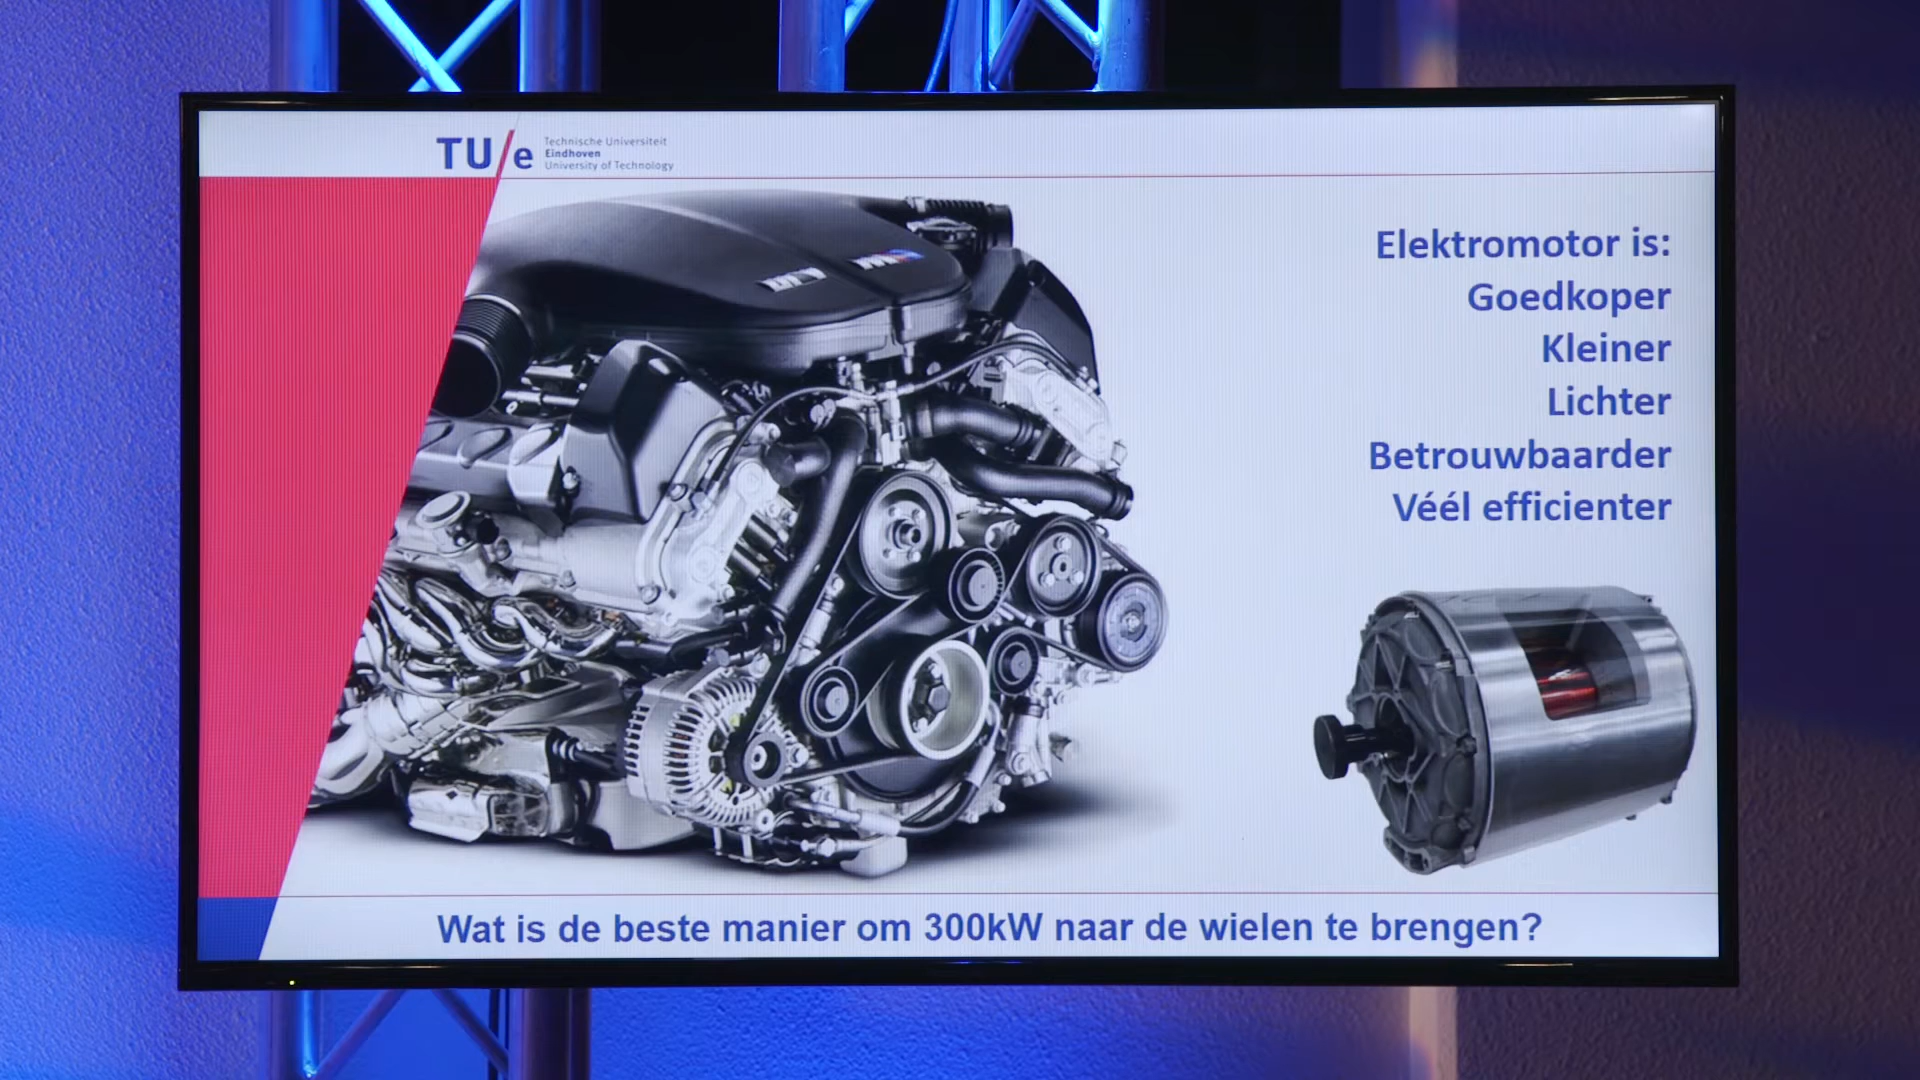 TU/e
Technische Universiteit
Eindhoven
University of Technology
Elektromotor is:
Goedkoper
Kleiner
Lichter
Betrouwbaarder
Véél efficienter
Wat is de beste manier om 300kW naar de wielen te brengen?